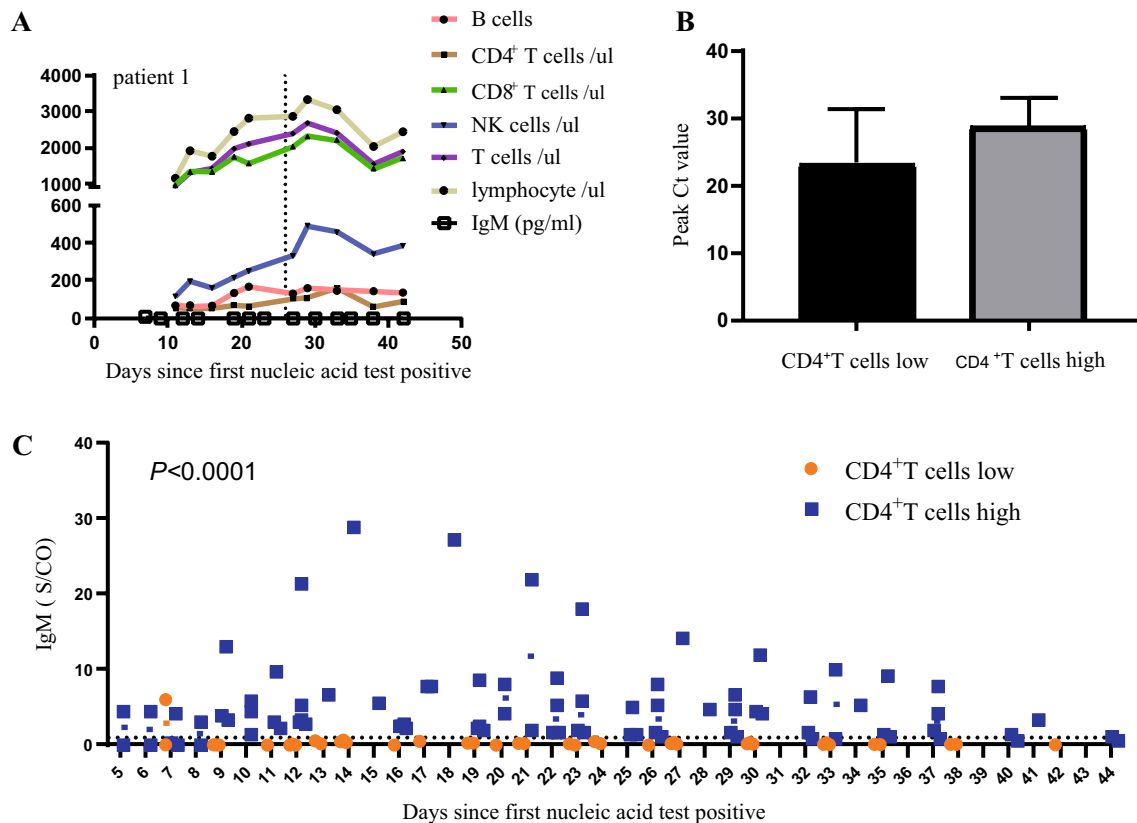 A
patient 1
4000
3000
2000
1000
600
400
200
0
0 10 20 30 40 50
Days since first nucleic acid test positive
B cells
CD4+ T cells /ul
CD8+ T cells /ul
NK cells /ul
T cells /ul
lymphocyte /ul
IgM (pg/ml)
B
Peak Ct value
40
30
20
10
0
CD4+T cells low
CD4 +T cells high
C
P<0.0001
CD4+T cells low
CD4+T cells high
IgM ( S/CO)
40
30
20
10
0
5 6 7 8 9 10 11 12 13 14 15 16 17 18 19 20 21 22 23 24 25 26 27 28 29 30 31 32 33 34 35 36 37 38 39 40 41 42 43 44
Days since first nucleic acid test positive